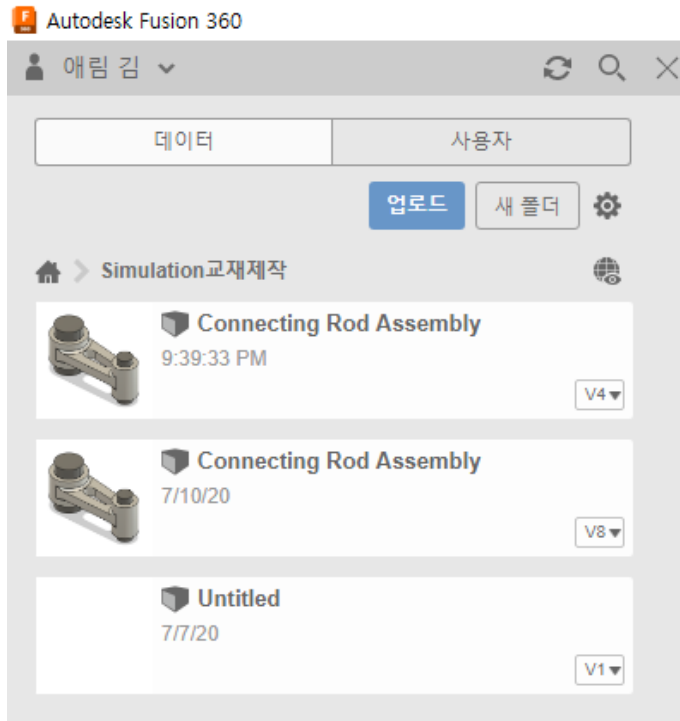 Autodesk Fusion 360
애림 김
데이터 사용자
업로드 새 폴더
Simulation교재제작
Connecting Rod Assembly
9:39:33 PM
V4
Connecting Rod Assembly
7/10/20
V8
Untitled
7/7/20
V1